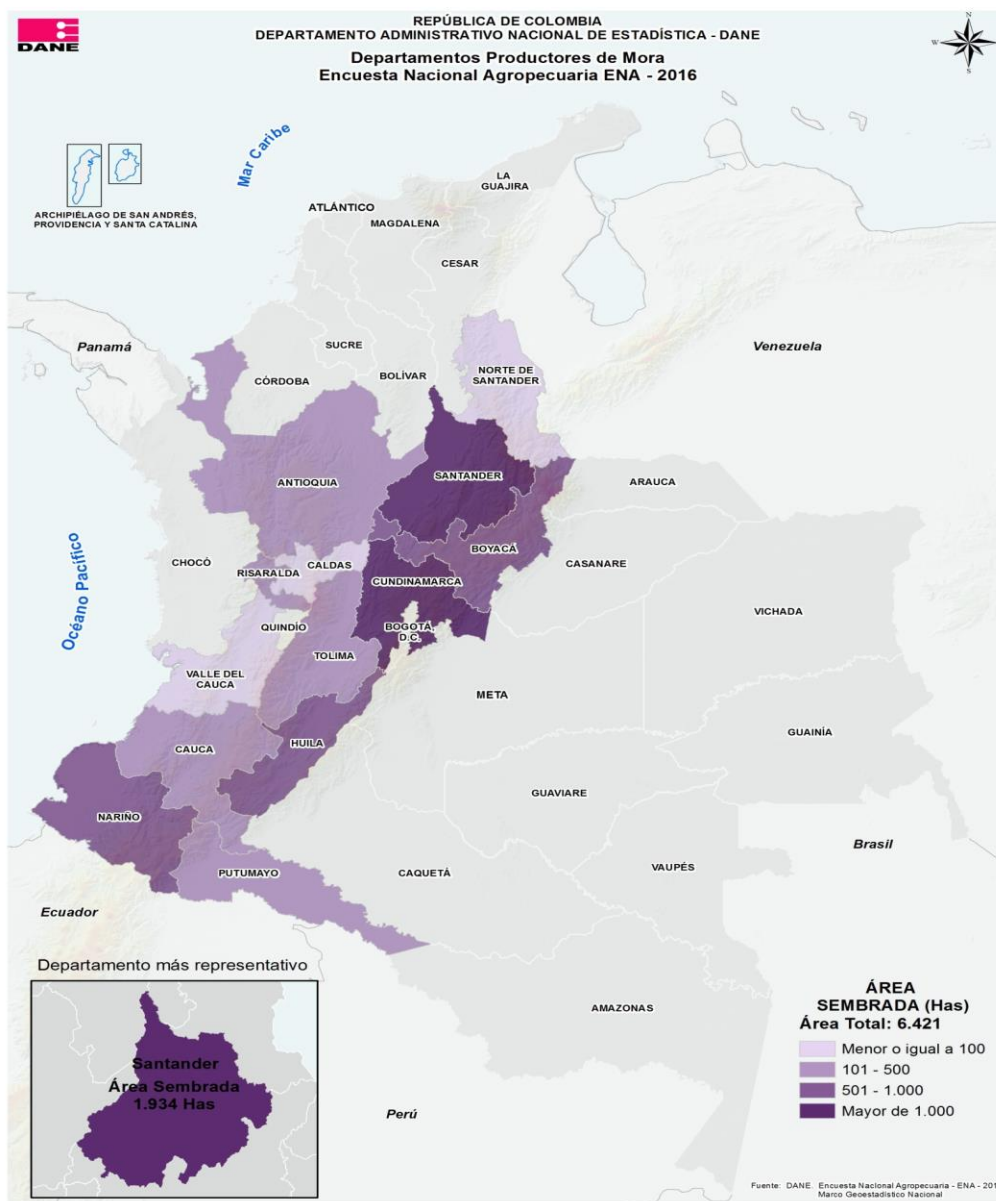 DANE
REPÚBLICA DE COLOMBIA
DEPARTAMENTO ADMINISTRATIVO NACIONAL DE ESTADÍSTICA - DANE
Departamentos Productores de Mora
Encuesta Nacional Agropecuaria ENA - 2016
N
W
E
S
Mar Caribe
ARCHIPIÉLAGO DE SAN ANDRÉS,
PROVIDENCIA Y SANTA CATALINA
LA
GUAJIRA
ATLÁNTICO
MAGDALENA
CESAR
Panamá
SUCRE
Venezuela
CÓRDOBA
BOLÍVAR
NORTE DE
SANTANDER
ANTIOQUIA
SANTANDER
ARAUCA
Océano Pacífico
CHOCÒ
RISARALDA
CALDAS
BOYACÁ
CUNDINAMARCA
CASANARE
VICHADA
QUINDÍO
BOGOTÁ,
D.C.
TOLIMA
VALLE DEL
CAUCA
META
GUAINÍA
CAUCA
HUILA
GUAVIARE
NARIÑO
Brasil
PUTUMAYO
CAQUETÁ
VAUPÉS
Ecuador
Departamento más representativo
Santander
Área Sembrada
1.934 Has
AMAZONAS
Perú
ÁREA
SEMBRADA (Has)
Área Total: 6.421
Menor o igual a 100
101 - 500
501 - 1.000
Mayor de 1.000
Fuente: DANE. Encuesta Nacional Agropecuaria - ENA - 201
Marco Geoestadístico Nacional